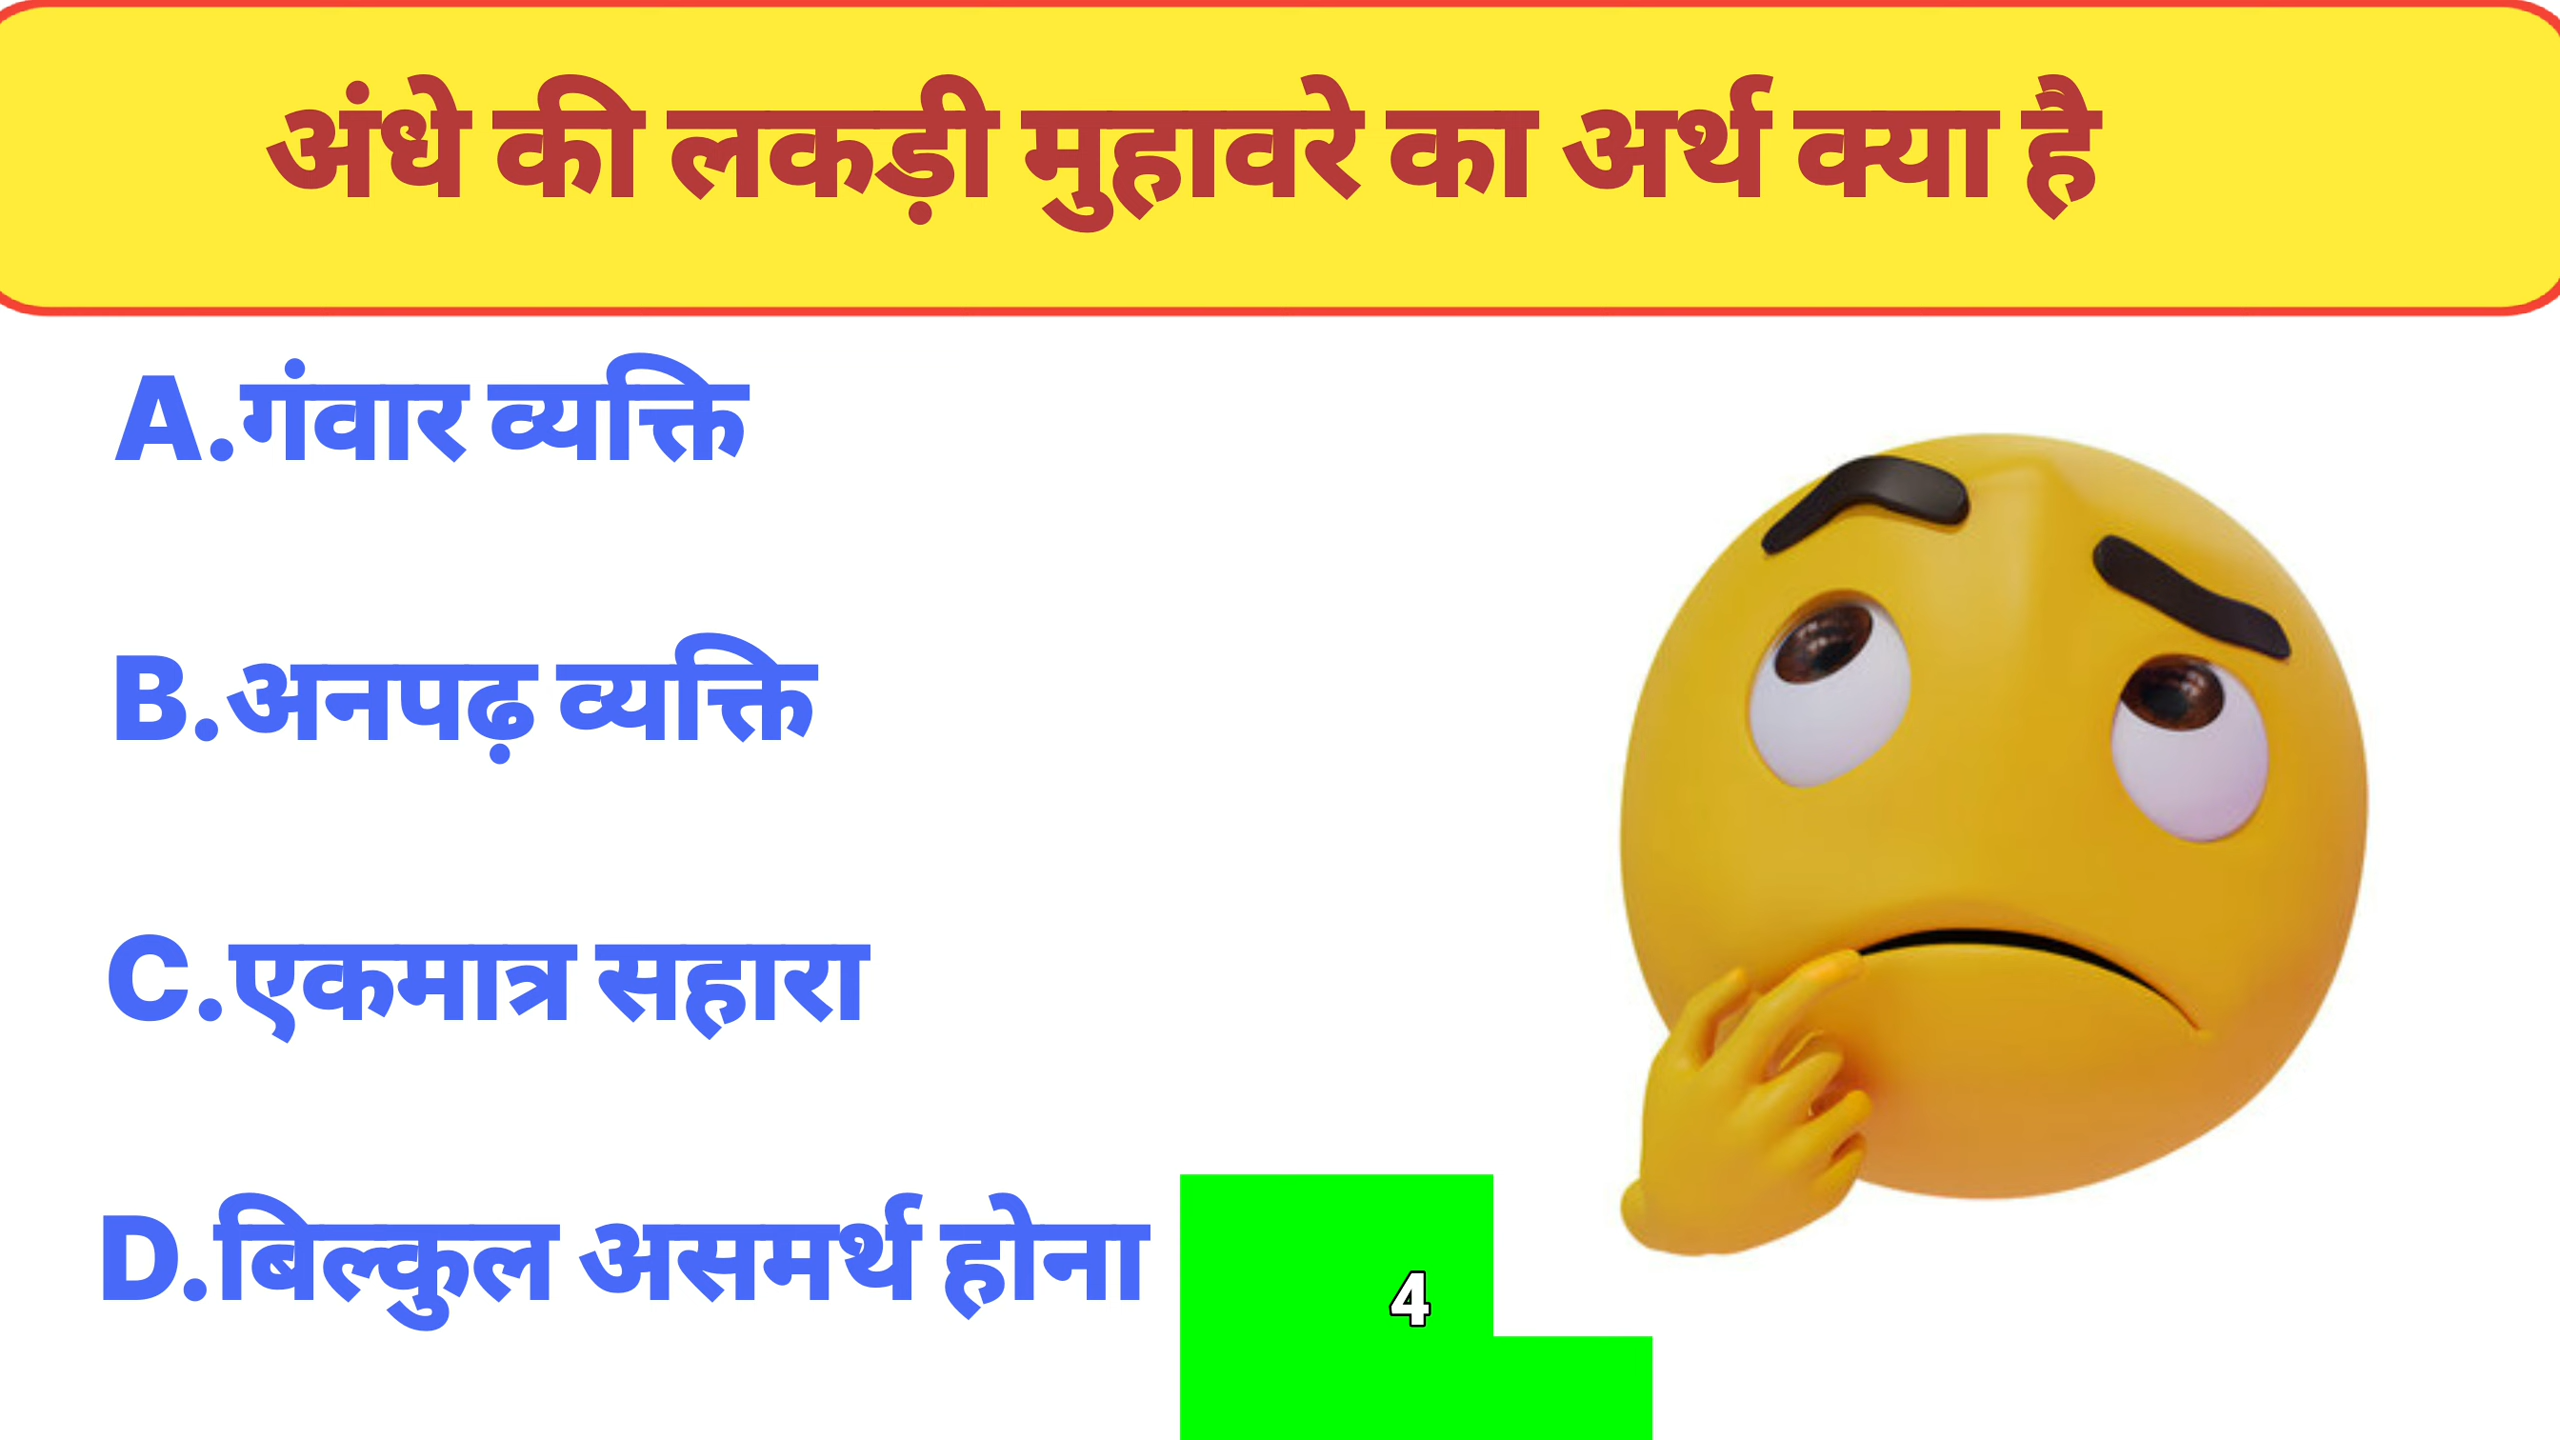 अंधे की लकड़ी मुहावरे का अर्थ क्या है
A.गंवार व्यक्ति
B.अनपढ़ व्यक्ति
C.एकमात्र सहारा
D.बिल्कुल असमर्थ होना
4